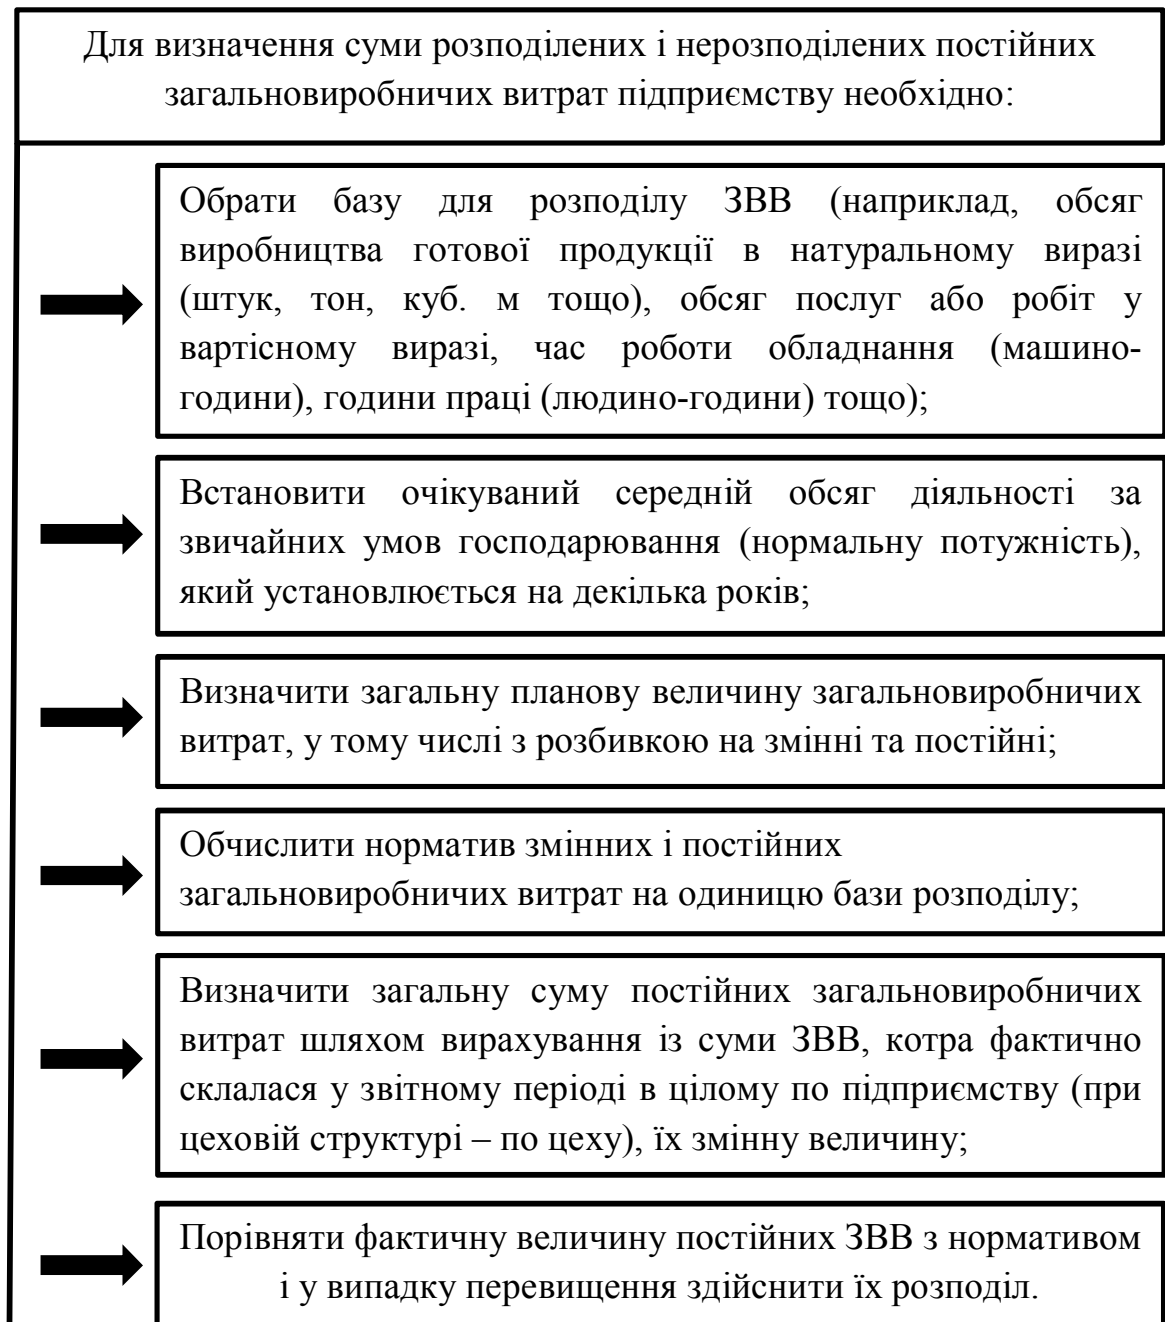 Для визначення суми розподілених і нерозподілених постійних
загальновиробничих витрат підприємству необхідно:
Обрати базу для розподілу ЗВВ (наприклад, обсяг
виробництва готової продукції в натуральному виразі
(штук, тон, куб. м тощо), обсяг послуг або робіт у
вартісному виразі, час роботи обладнання (машино-
години), години праці (людино-години) тощо);
Встановити очікуваний середній обсяг діяльності за
звичайних умов господарювання (нормальну потужність),
який установлюється на декілька років;
Визначити загальну планову величину загальновиробничих
витрат, у тому числі з розбивкою на змінні та постійні;
Обчислити норматив змінних і постійних
загальновиробничих витрат на одиницю бази розподілу;
Визначити загальну суму постійних загальновиробничих
витрат шляхом вирахування із суми ЗВВ, котра фактично
склалася у звітному періоді в цілому по підприємству (при
цеховій структурі – по цеху), їх змінну величину;
Порівняти фактичну величину постійних ЗВВ з нормативом
і у випадку перевищення здійснити їх розподіл.